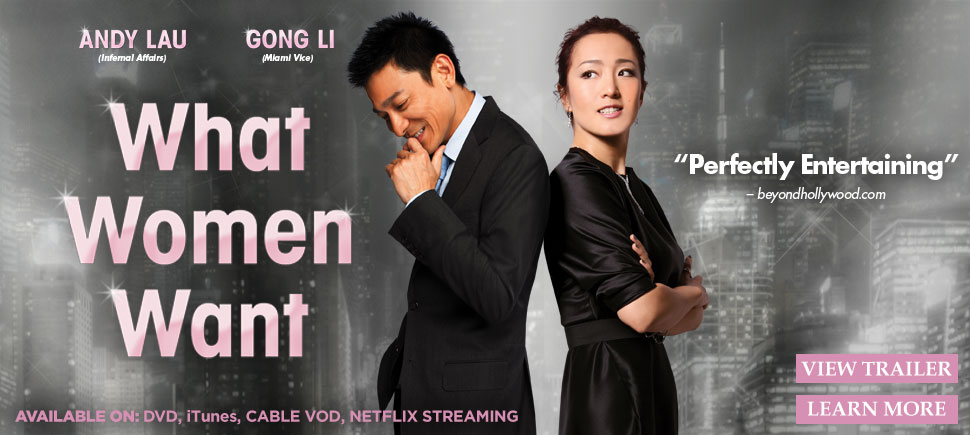 ANDY LAU GONG LI
(Infernal Affairs) (Miami Vice)
What
Women
Want
“Perfectly Entertaining”
– beyondhollywood.com
VIEW TRAILER
LEARN MORE
AVAILABLE ON: DVD, iTunes, CABLE VOD, NETFLIX STREAMING